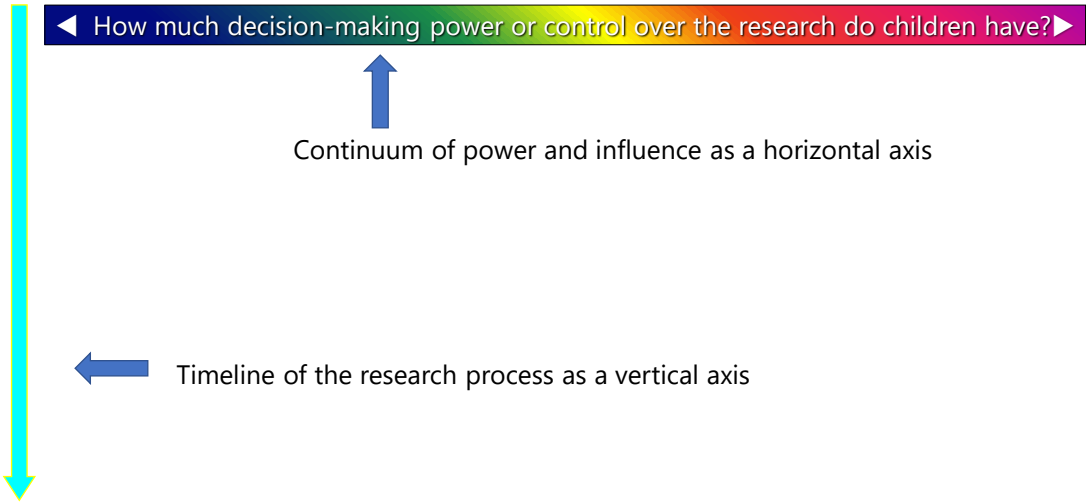 ◀ How much decision-making power or control over the research do children have?▶
Continuum of power and influence as a horizontal axis
Timeline of the research process as a vertical axis